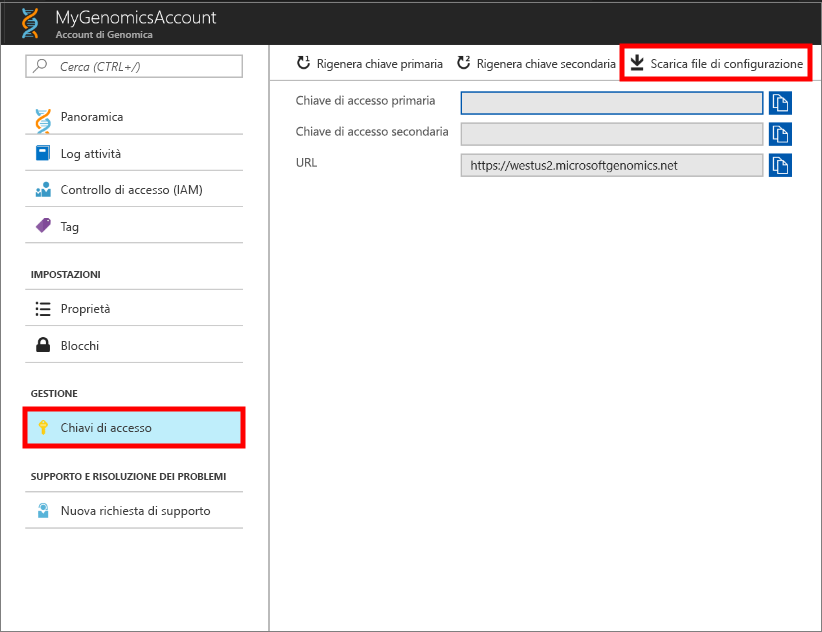 MyGenomicsAccount
Account di Genomica
Cerca (CTRL+/)
Panoramica
Log attività
Controllo di accesso (IAM)
Tag
IMPOSTAZIONI
Proprietà
Blocchi
GESTIONE
Chiavi di accesso
SUPPORTO E RISOLUZIONE DEI PROBLEMI
Nuova richiesta di supporto
Rigenera chiave primaria
Rigenera chiave secondaria
Scarica file di configurazione
Chiave di accesso primaria
Chiave di accesso secondaria
URL
https://westus2.microsoftgenomics.net